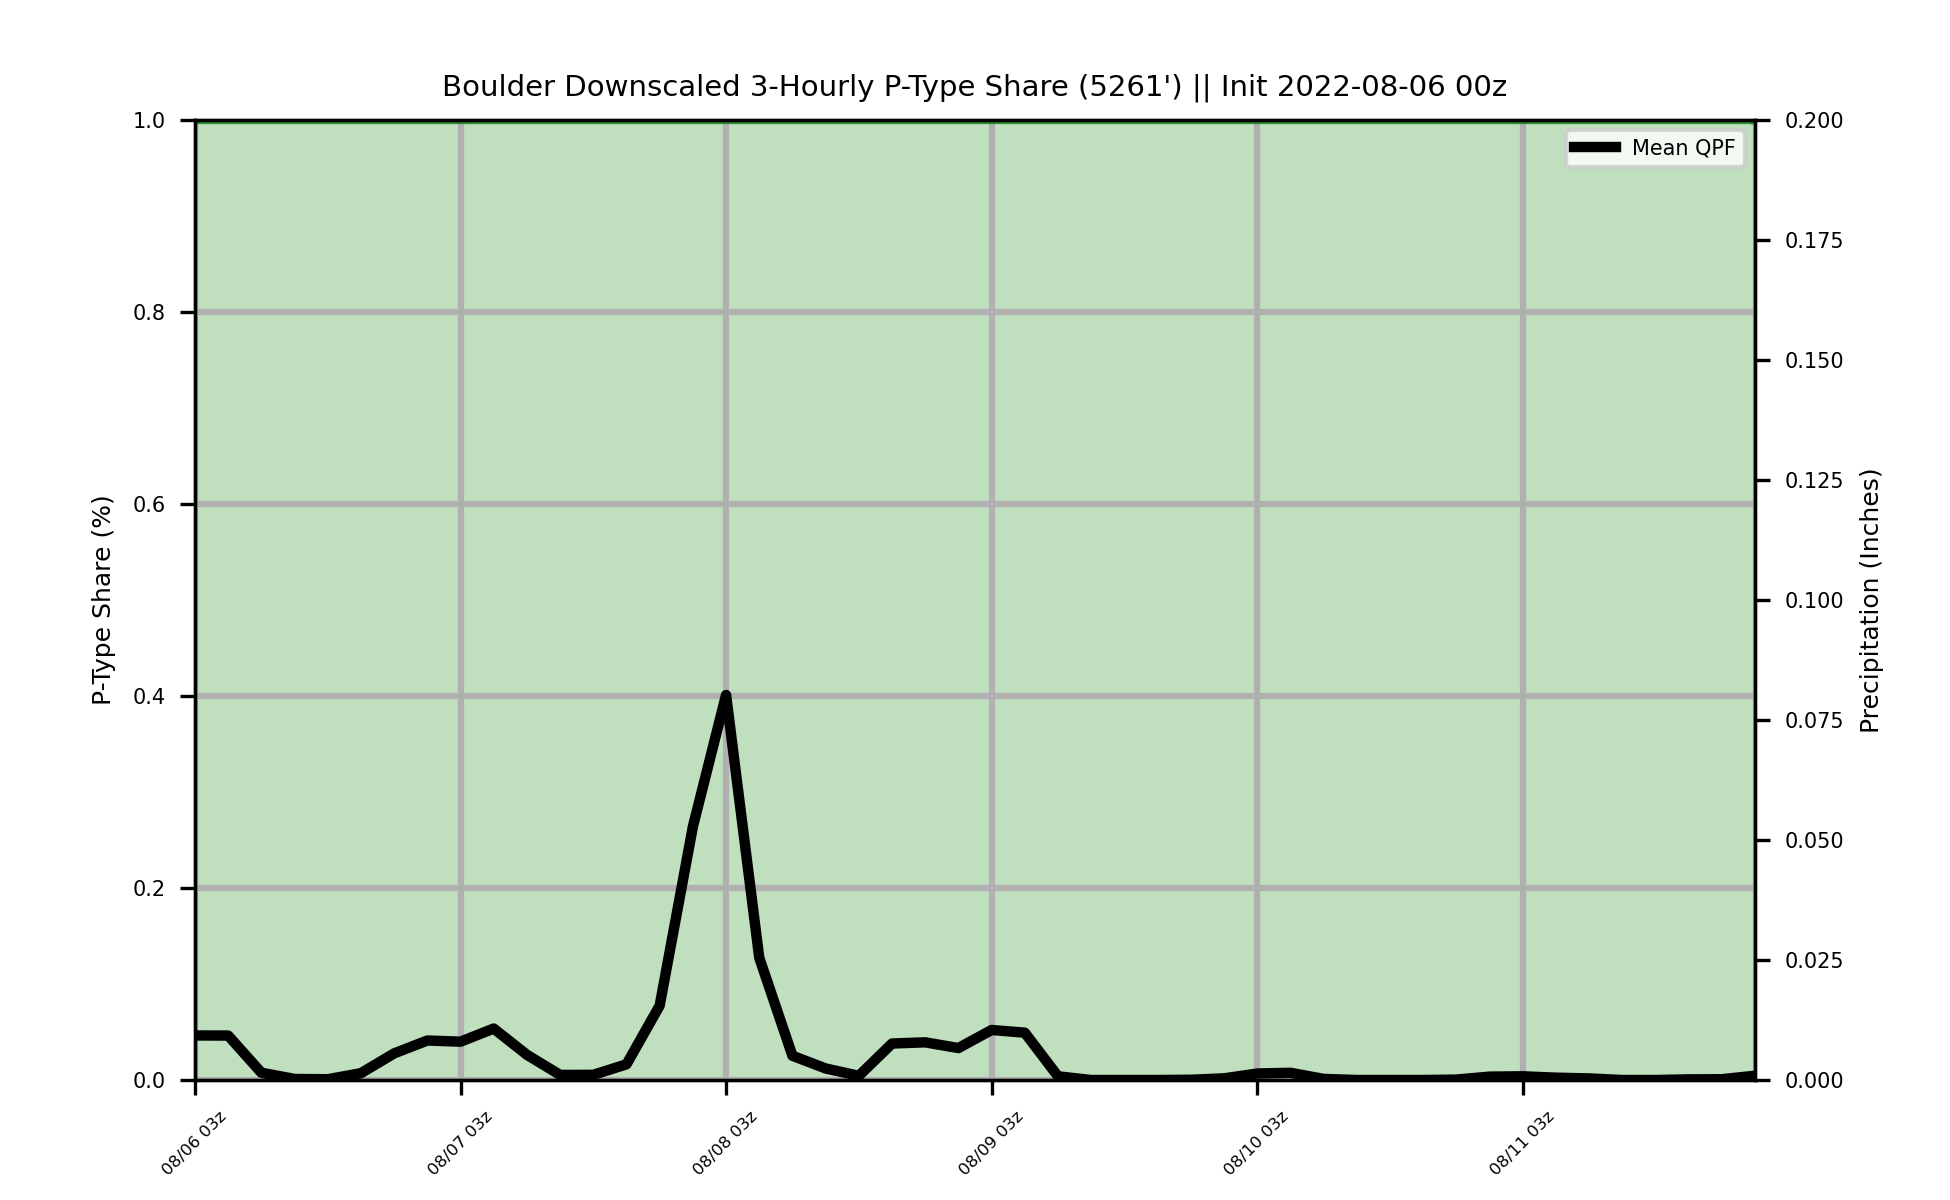 Boulder Downscaled 3-Hourly P-Type Share (5261') || Init 2022-08-06 00z
Mean QPF
P-Type Share (%)
1.0
0.8
0.6
0.4
0.2
0.0
0.200
0.175
0.150
0.125
0.100
0.075
0.050
0.025
0.000
Precipitation (Inches)
08/06 03z
08/07 03z
08/08 03z
08/09 03z
08/10 03z
08/11 03z